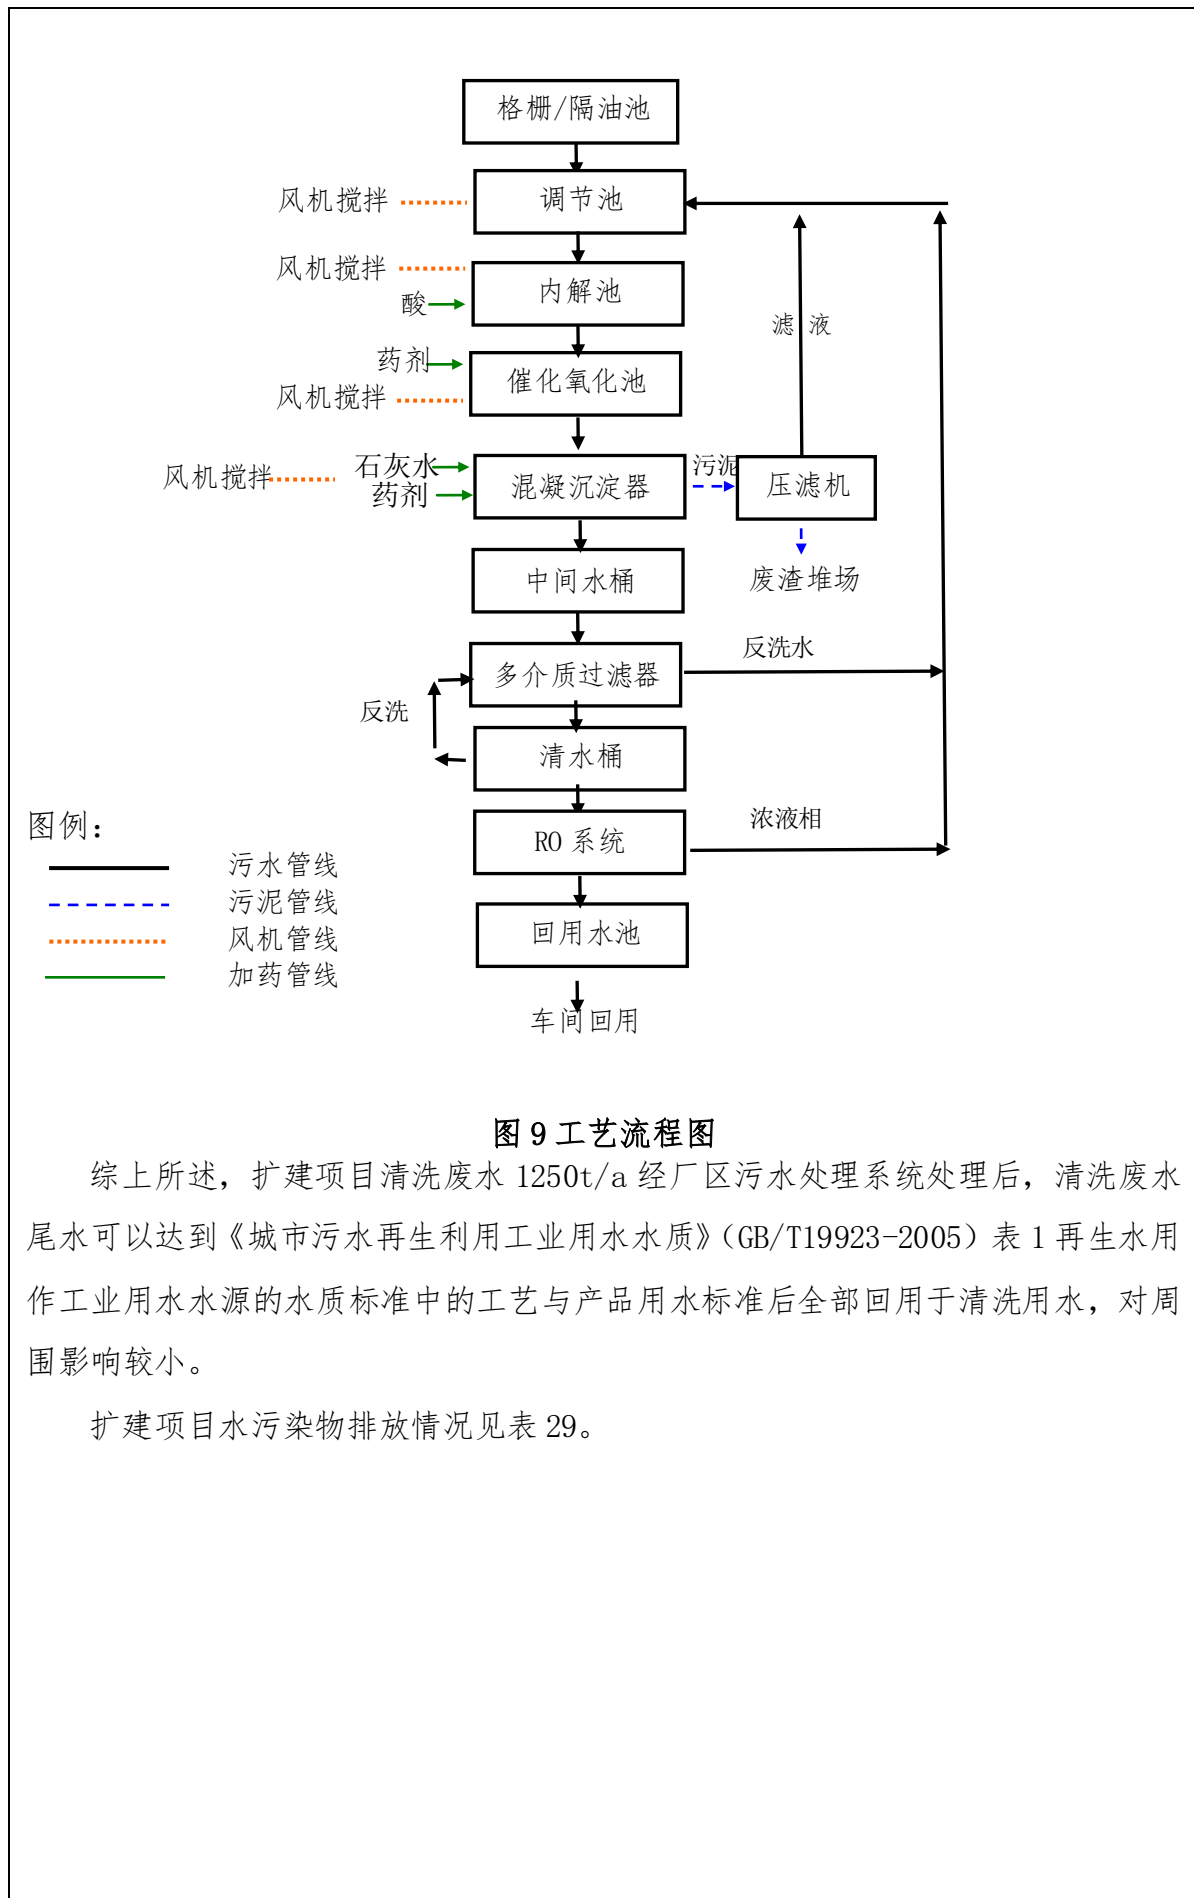 格栅/隔油池
风机搅拌
调节池
风机搅拌
酸
内解池
滤 液
药剂
风机搅拌
催化氧化池
风机搅拌
石灰水
药剂
混凝沉淀器
污泥
压滤机
中间水桶
废渣堆场
多介质过滤器
反洗水
反洗
清水桶
RO 系统
浓液相
图例：
污水管线
污泥管线
风机管线
加药管线
回用水池
车间回用
图 9 工艺流程图
综上所述，扩建项目清洗废水 1250t/a 经厂区污水处理系统处理后，清洗废水
尾水可以达到《城市污水再生利用工业用水水质》（GB/T19923-2005）表 1 再生水用
作工业用水水源的水质标准中的工艺与产品用水标准后全部回用于清洗用水，对周
围影响较小。
扩建项目水污染物排放情况见表 29。